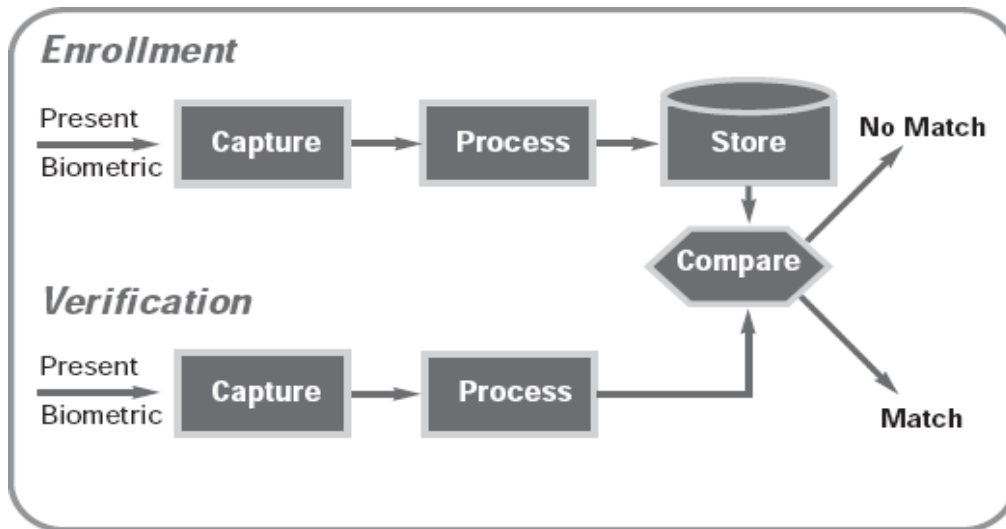 Enrollment
Present
Biometric
Capture
Process
Store
No Match
Compare
Verification
Present
Biometric
Capture
Process
Match